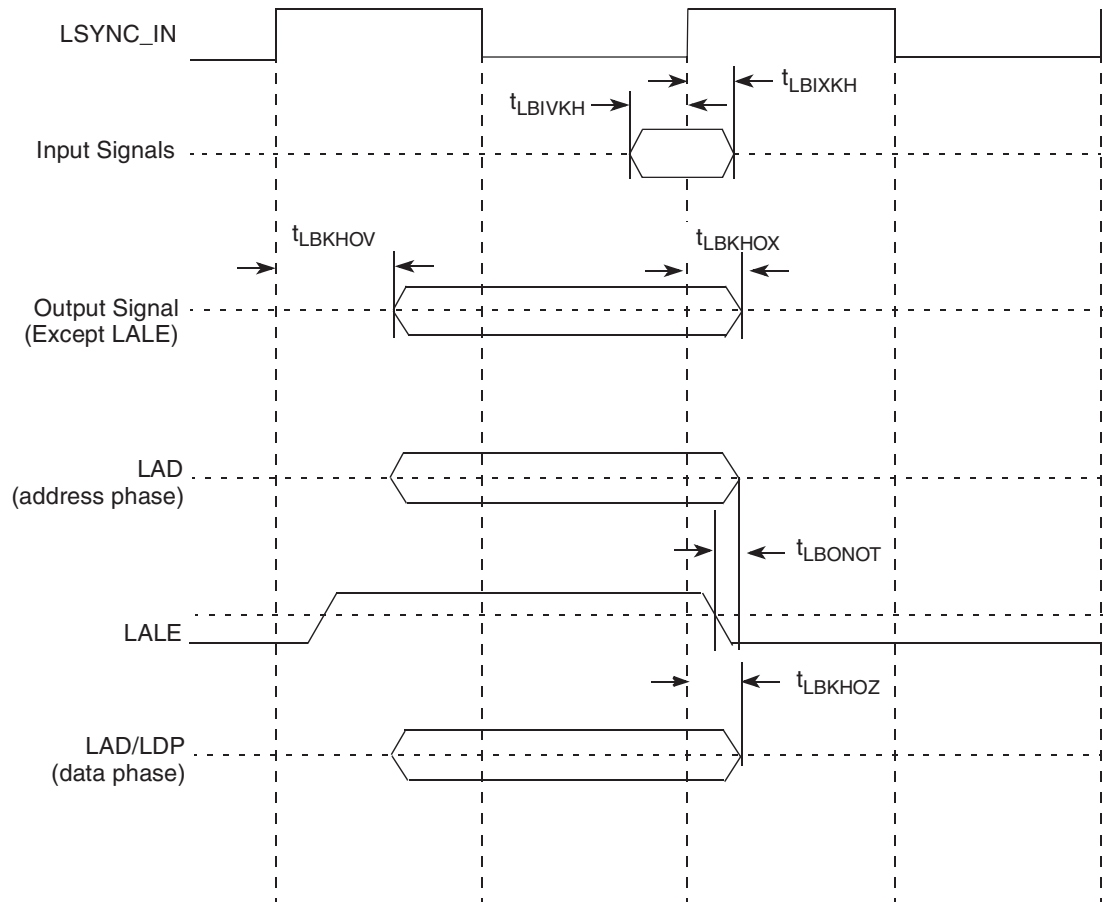 LSYNC_IN
tLBIXKH
tLBIVKH
Input Signals
tLBKHOV
tLBKHOX
Output Signal
(Except LALE)
LAD
(address phase)
tLBONOT
LALE
tLBKHOZ
LAD/LDP
(data phase)